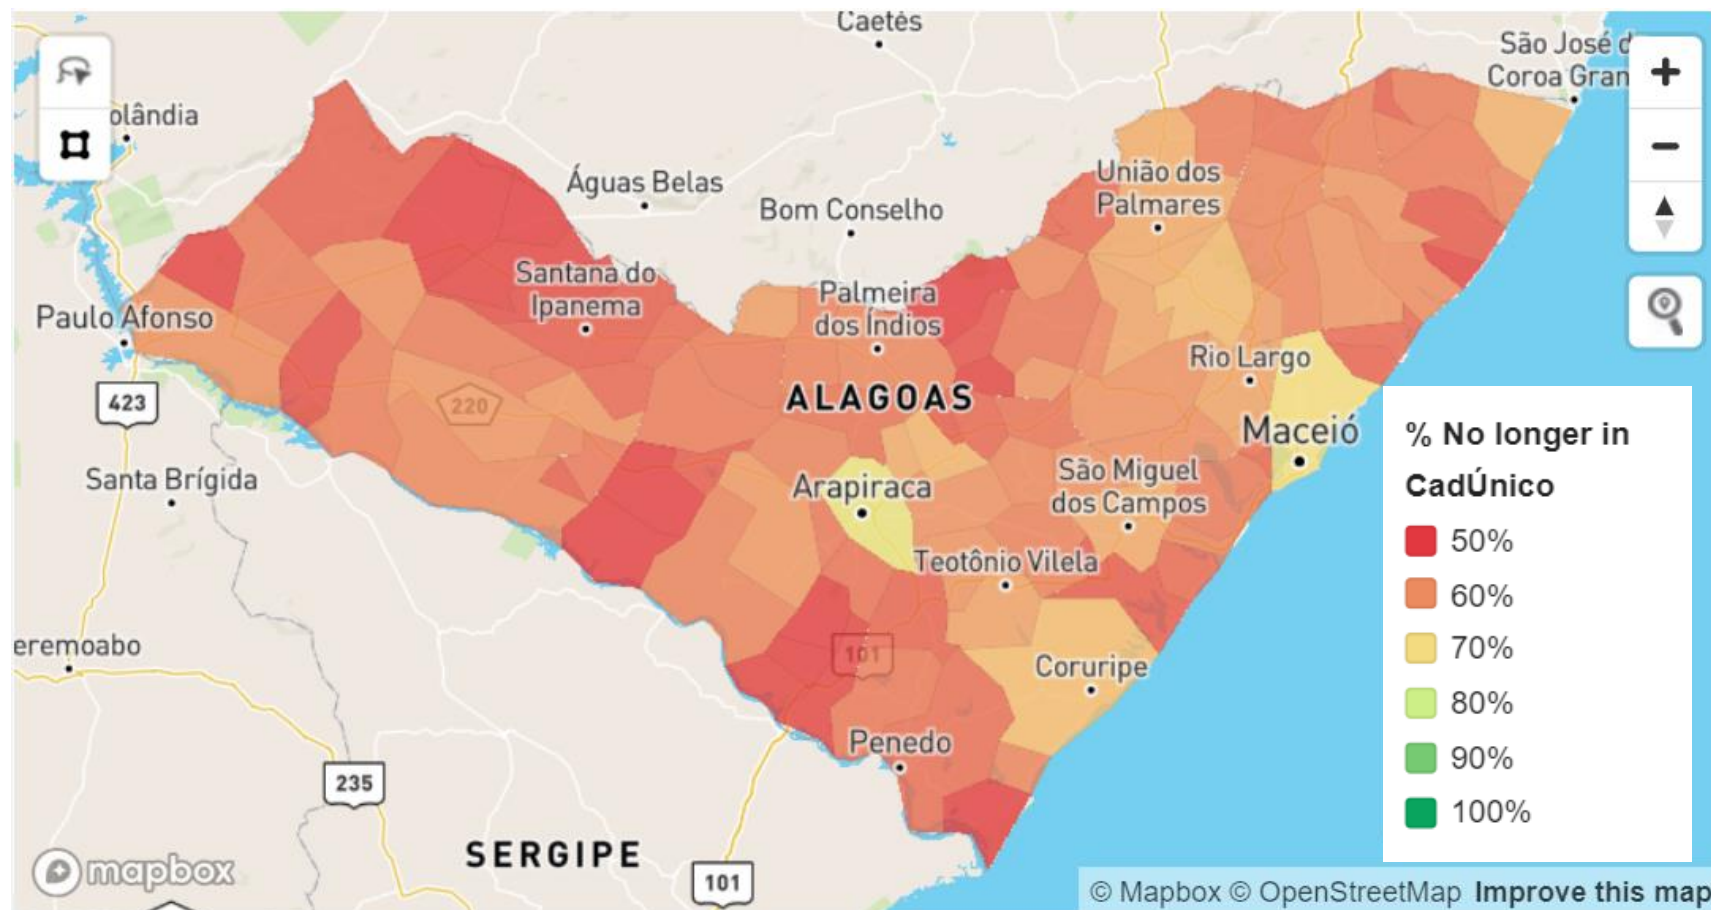 Caetés
São José d
Coroa Gran
olândia
Águas Belas
União dos
Palmares
Bom Conselho
Santana do
Ipanema
Palmeira
dos Índios
Paulo Afonso
Rio Largo
423
220
ALAGOAS
Maceió
% No longer in
CadÚnico
50%
60%
70%
80%
90%
100%
Santa Brígida
Arapiraca
São Miguel
dos Campos
Teotônio Vilela
eremoabo
101
Coruripe
Penedo
235
SERGIPE
101
mapbox
© Mapbox © OpenStreetMap Improve this map